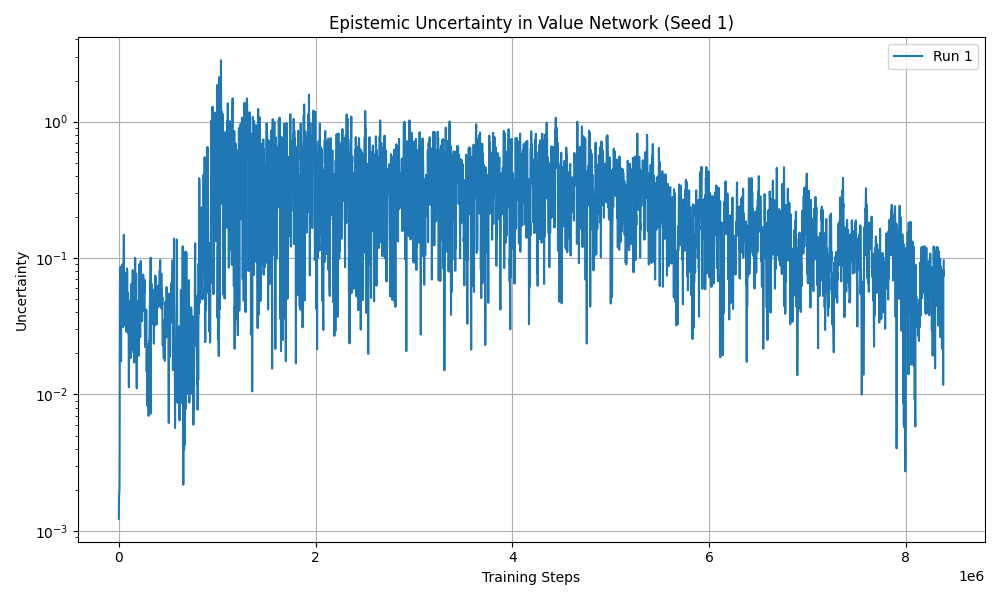 Epistemic Uncertainty in Value Network (Seed 1)
Run 1
Uncertainty
10⁰
10⁻¹
10⁻²
10⁻³
0 2 4 6 8
1e6
Training Steps